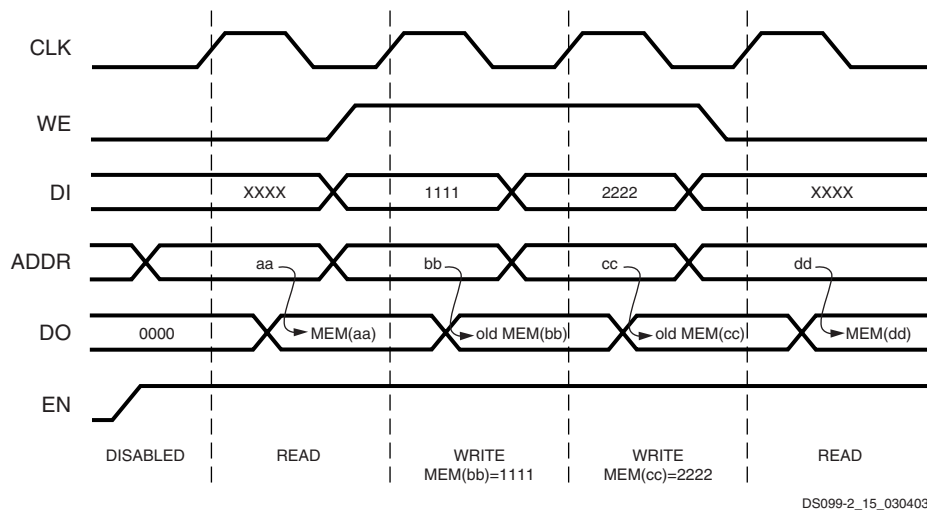 CLK
WE
DI XXXX 1111 2222 XXXX
ADDR aa bb cc dd
DO 0000 MEM(aa) old MEM(bb) old MEM(cc) MEM(dd)
EN
DISABLED READ WRITE WRITE READ
MEM(bb)=1111 MEM(cc)=2222
DS099-2_15_030403